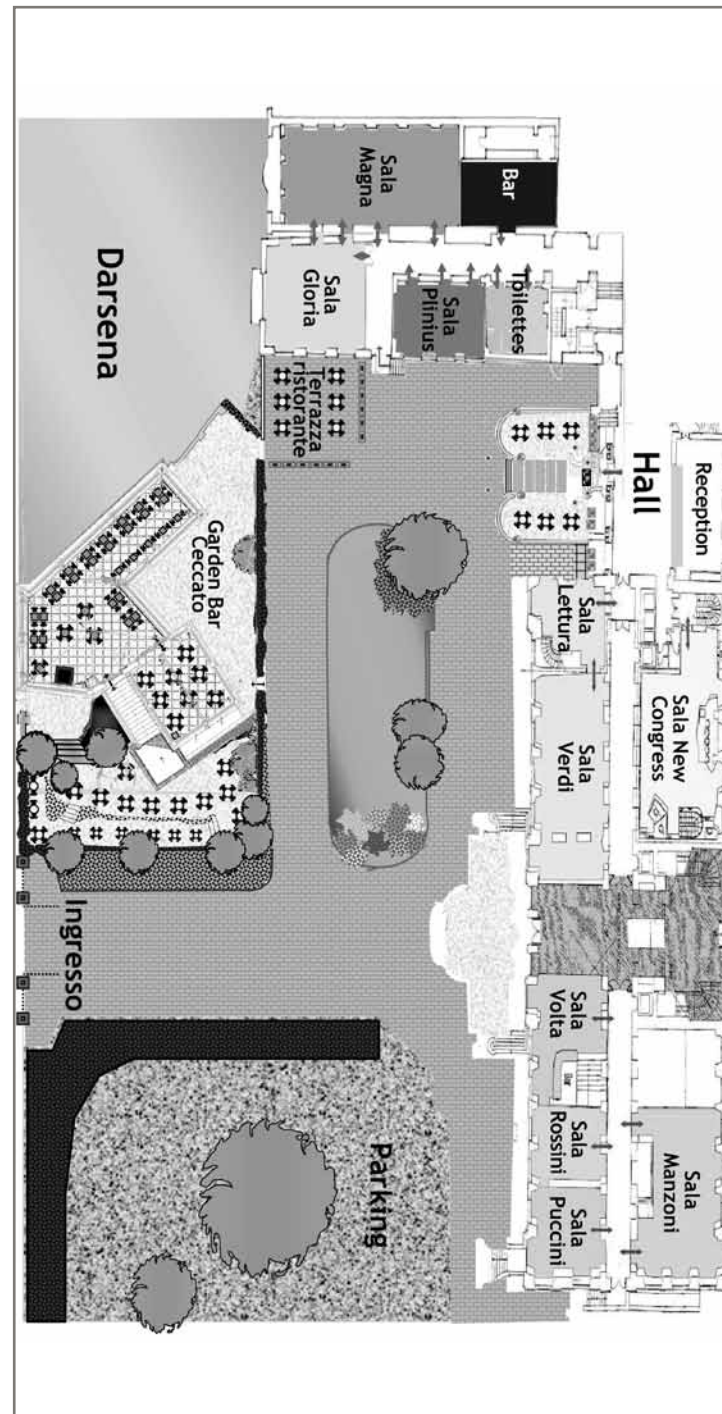 Sala
Magna
Bar
Sala
Gloria
Sala
Plinius
Toilettes
Darsena
Terrazza
ristorante
Hall
Reception
Garden Bar
Ceccato
Sala
Lettura
Sala
Verdi
Sala New
Congress
Ingresso
Sala
Volta
Bar
Sala
Rossini
Sala
Puccini
Sala
Manzoni
Parking